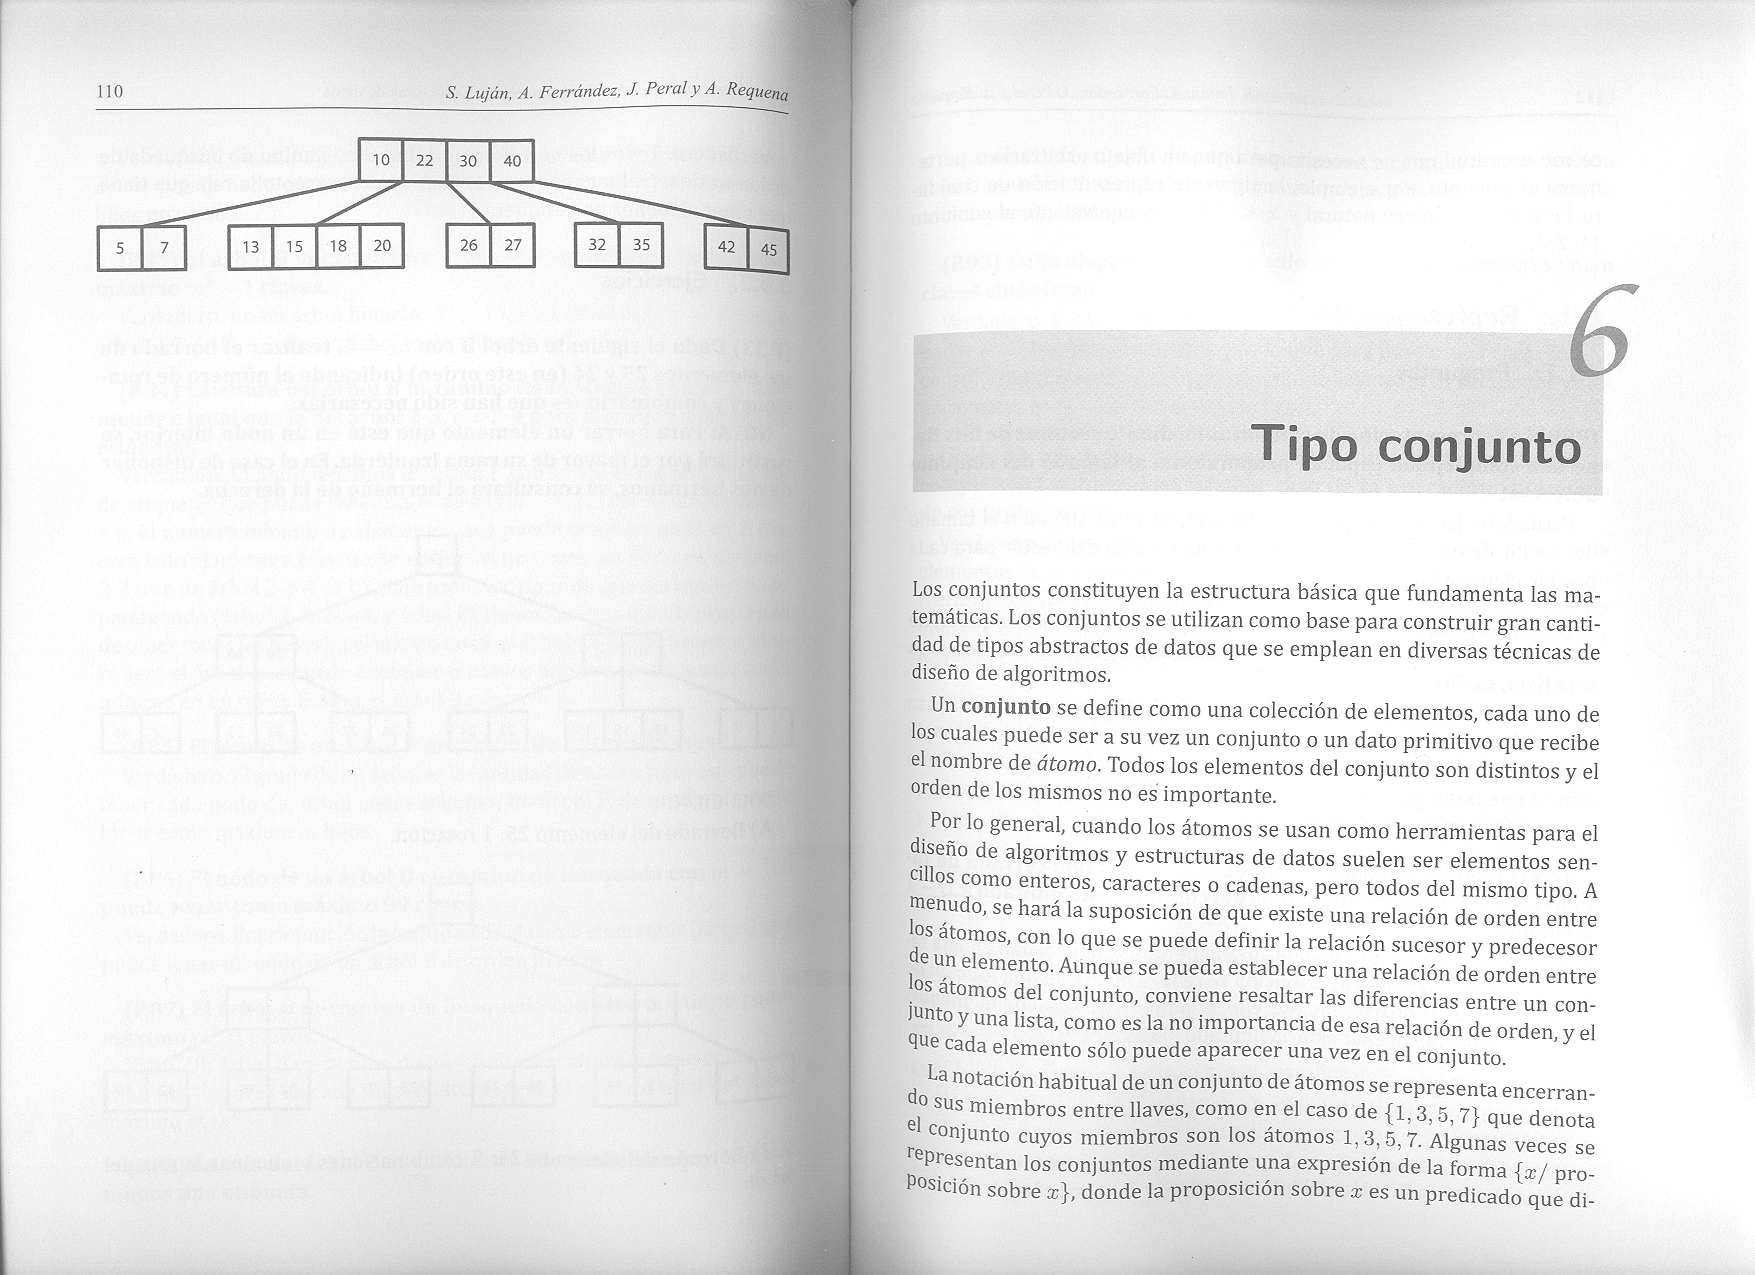 110
S. Luján, A. Ferrández, J. Peral y A. Requena
10 22 30 40
5 7 13 15 18 20 26 27 32 35 42 45
6
Tipo conjunto
Los conjuntos constituyen la estructura básica que fundamenta las ma-
temáticas. Los conjuntos se utilizan como base para construir gran canti-
dad de tipos abstractos de datos que se emplean en diversas técnicas de
diseño de algoritmos.
Un conjunto se define como una colección de elementos, cada uno de
los cuales puede ser a su vez un conjunto o un dato primitivo que recibe
el nombre de átomo. Todos los elementos del conjunto son distintos y el
orden de los mismos no es importante.
Por lo general, cuando los átomos se usan como herramientas para el
diseño de algoritmos y estructuras de datos suelen ser elementos sen-
cillos como enteros, caracteres o cadenas, pero todos del mismo tipo. A
menudo, se hará la suposición de que existe una relación de orden entre
los átomos, con lo que se puede definir la relación sucesor y predecesor
de un elemento. Aunque se pueda establecer una relación de orden entre
los átomos del conjunto, conviene resaltar las diferencias entre un con-
junto y una lista, como es la no importancia de esa relación de orden, y el
que cada elemento sólo puede aparecer una vez en el conjunto.
La notación habitual de un conjunto de átomos se representa encerran-
do sus miembros entre llaves, como en el caso de {1, 3, 5, 7} que denota
el conjunto cuyos miembros son los átomos 1, 3, 5, 7. Algunas veces se
representan los conjuntos mediante una expresión de la forma {x/ pro-
posición sobre x}, donde la proposición sobre x es un predicado que di-